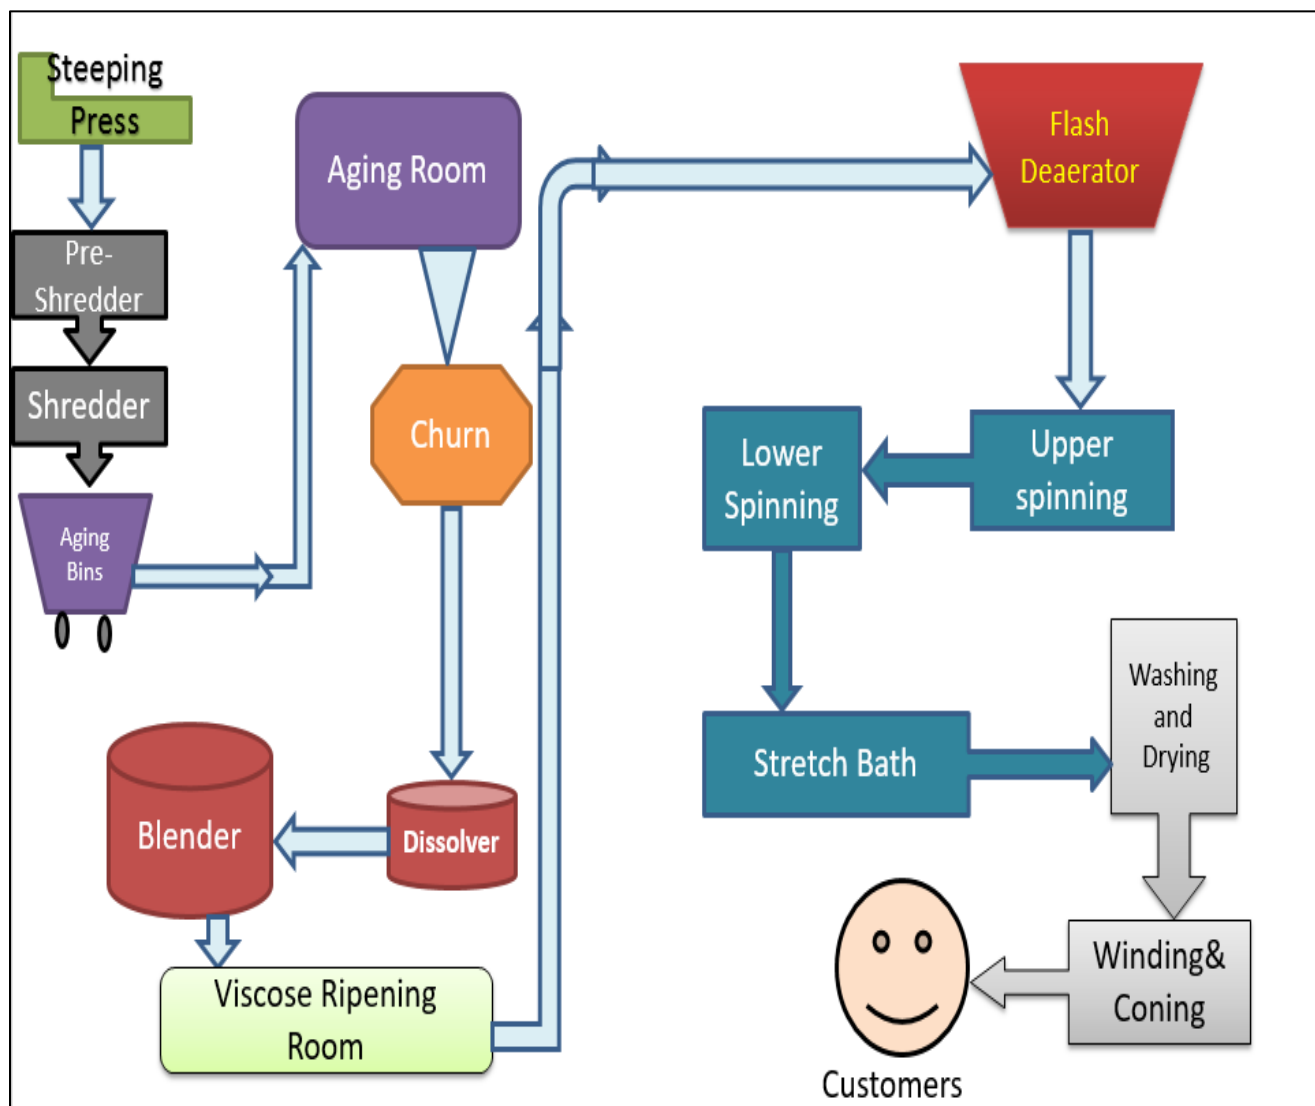 Steeping
Press
Pre-
Shredder
Shredder
Aging
Bins
Aging Room
Churn
Dissolver
Blender
Viscose Ripening
Room
Flash
Deaerator
Upper
spinning
Lower
Spinning
Stretch Bath
Washing
and
Drying
Winding&
Coning
Customers